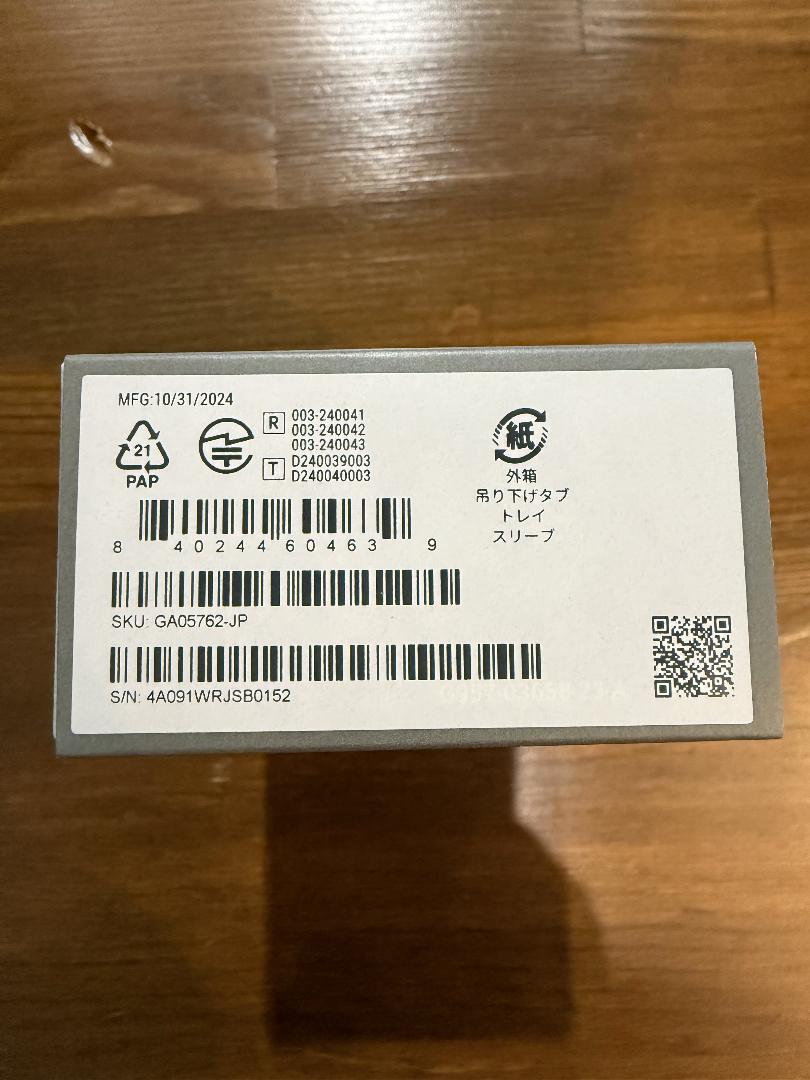 MFG:10/31/2024
21
PAP
R
003-240041
003-240042
003-240043
T
D240039003
D240040003
紙
外箱
吊り下げタブ
トレイ
スリーブ
8 40244 60463 9
SKU: GA05762-JP
S/N: 4A091WRJSB0152